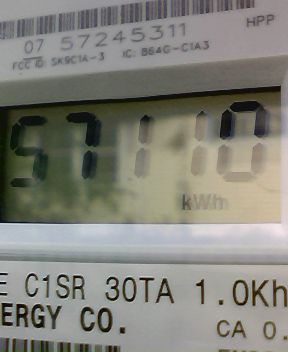 HPP
07 57245311
FCC ID: SK9C1A-3 IC: B64G-C1A3
57110
kWh
E C1SR 30TA 1.0Kh
ERGY CO.
CA 0.